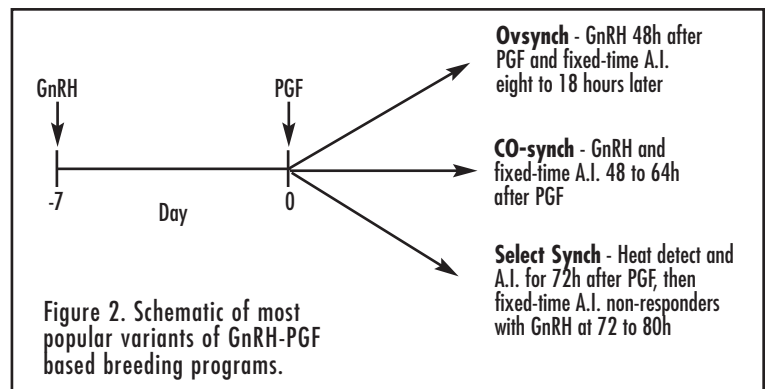 Ovsynch - GnRH 48h after
PGF and fixed-time A.I.
eight to 18 hours later
GnRH
PGF
CO-synch - GnRH and
fixed-time A.I. 48 to 64h
after PGF
-7
Day
0
Select Synch - Heat detect and
A.I. for 72h after PGF, then
fixed-time A.I. non-responders
with GnRH at 72 to 80h
Figure 2. Schematic of most
popular variants of GnRH-PGF
based breeding programs.